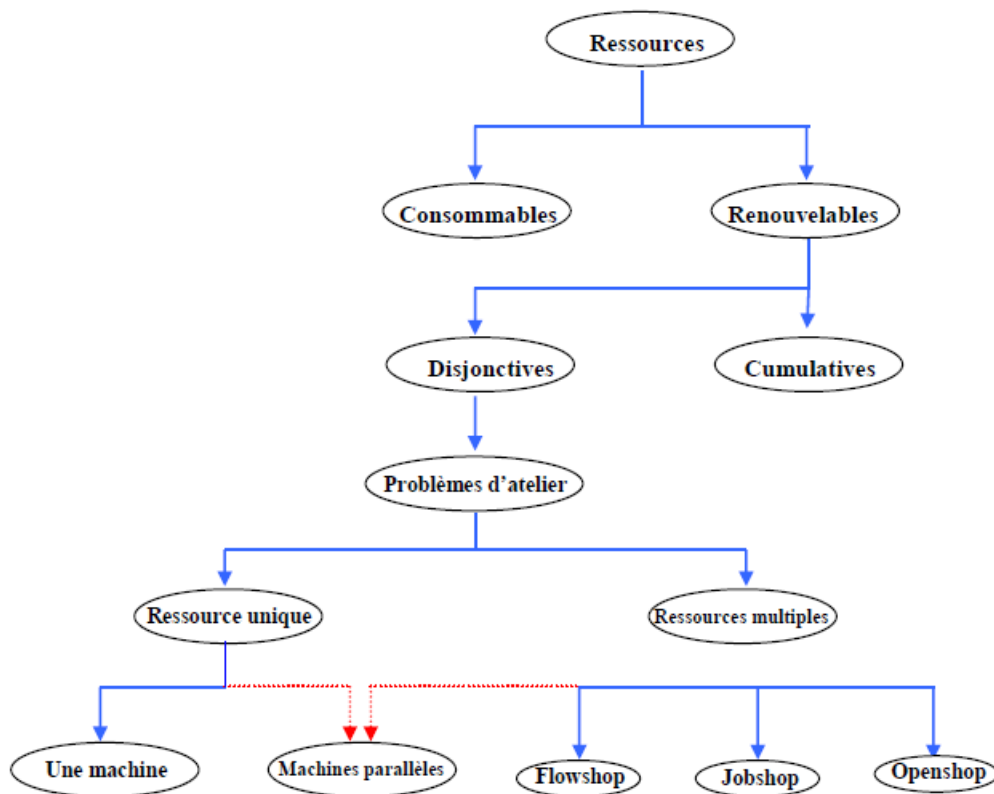 Ressources
Consommables
Renouvelables
Disjonctives
Cumulatives
Problèmes d’atelier
Ressource unique
Ressources multiples
Une machine
Machines parallèles
Flowshop
Jobshop
Openshop